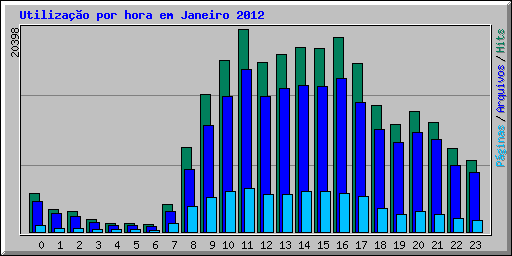 Utilização por hora em Janeiro 2012
20398
Páginas / Arquivos / Hits
0 1 2 3 4 5 6 7 8 9 10 11 12 13 14 15 16 17 18 19 20 21 22 23